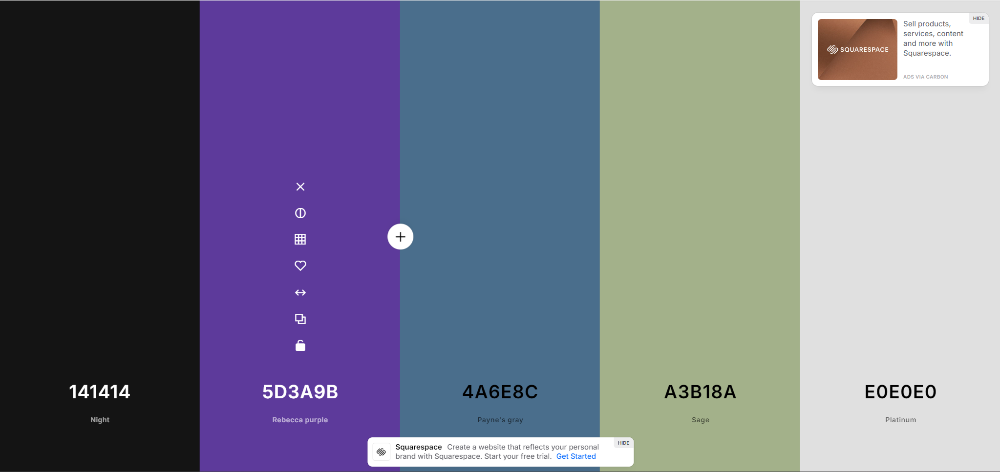 HIDE
Sell products,
services, content
and more with
Squarespace.
SQUARESPACE
ADS VIA CARBON
141414
Night
5D3A9B
Rebecca purple
4A6E8C
Payne's gray
A3B18A
Sage
E0E0E0
Platinum
HIDE
Squarespace Create a website that reflects your personal
brand with Squarespace. Start your free trial. Get Started